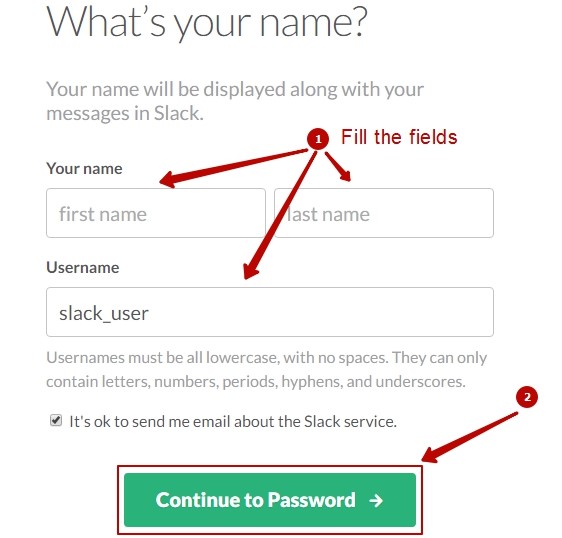 What's your name?
Your name will be displayed along with your
messages in Slack.
1 Fill the fields
Your name
first name last name
Username
slack_user
Usernames must be all lowercase, with no spaces. They can only
contain letters, numbers, periods, hyphens, and underscores.
2
It's ok to send me email about the Slack service.
Continue to Password →